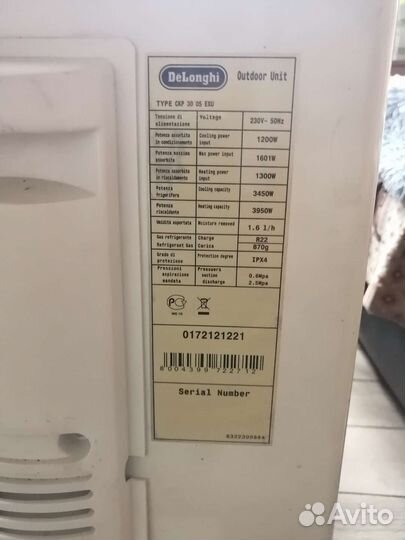 DeLonghi Outdoor Unit
TYPE CKP 30 05 EXU
Tensione di alimentazione Voltage 230V~ 50Hz
Potenza assorbita in condizionamento Cooling power input 1200W
Potenza massima assorbita Max power input 1601W
Potenza assorbita in riscaldamento Heating power input 1300W
Potenza frigorifera Cooling capacity 3450W
Potenza riscaldante Heating capacity 3950W
Umidità asportata Moisture removed 1.6 l/h
Gas refrigerante Charge R22
Refrigerant Gas Carica 870g
Grado di protezione Protection degree IPX4
Pressioni aspirazione mandata Pressures suction discharge 0.6Mpa 2.5Mpa
0172121221
8004399722712
Serial Number
Avito